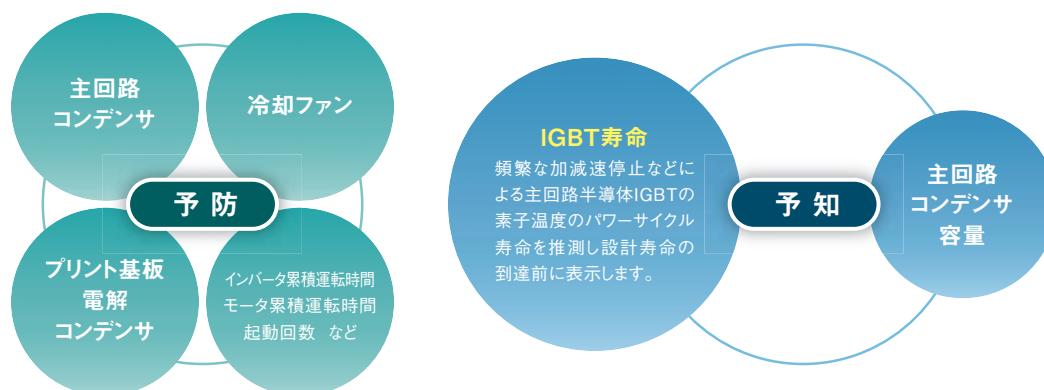 主回路
コンデンサ
冷却ファン
予防
プリント基板
電解
コンデンサ
インバータ累積運転時間
モータ累積運転時間
起動回数 など
IGBT寿命
頻繁な加減速停止などに
よる主回路半導体IGBTの
素子温度のパワーサイクル
寿命を推測し設計寿命の
到達前に表示します。
予知
主回路
コンデンサ
容量